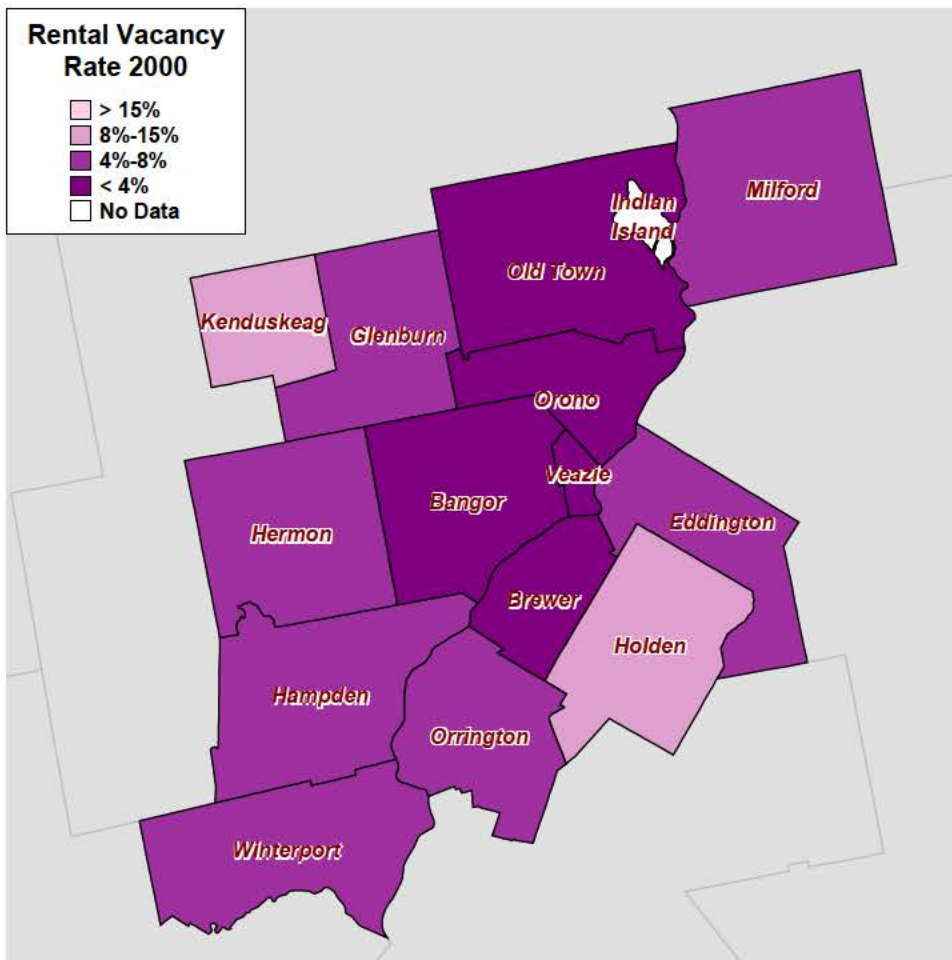 Rental Vacancy
Rate 2000
> 15%
8%-15%
4%-8%
< 4%
No Data
Milford
Indian
Island
Old Town
Kenduskeag
Glenburn
Orono
Veazie
Bangor
Eddington
Hermon
Brewer
Holden
Hampden
Orrington
Winterport